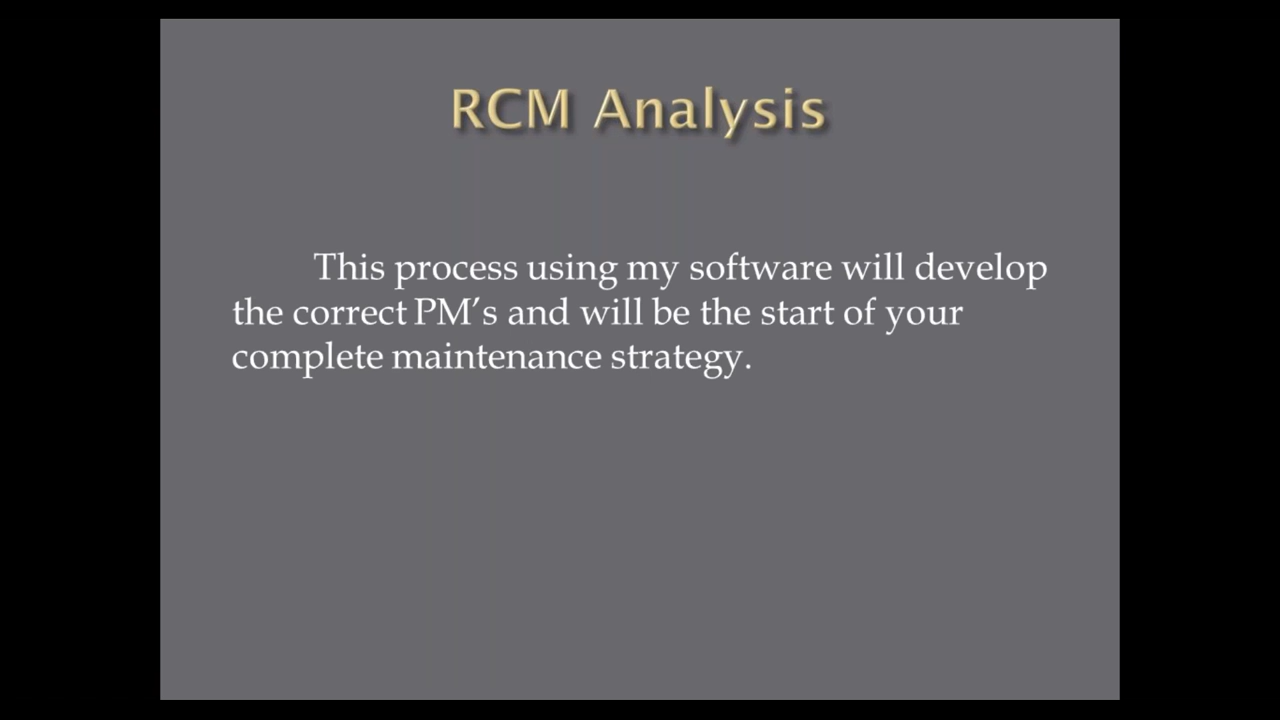 RCM Analysis
This process using my software will develop
the correct PM’s and will be the start of your
complete maintenance strategy.